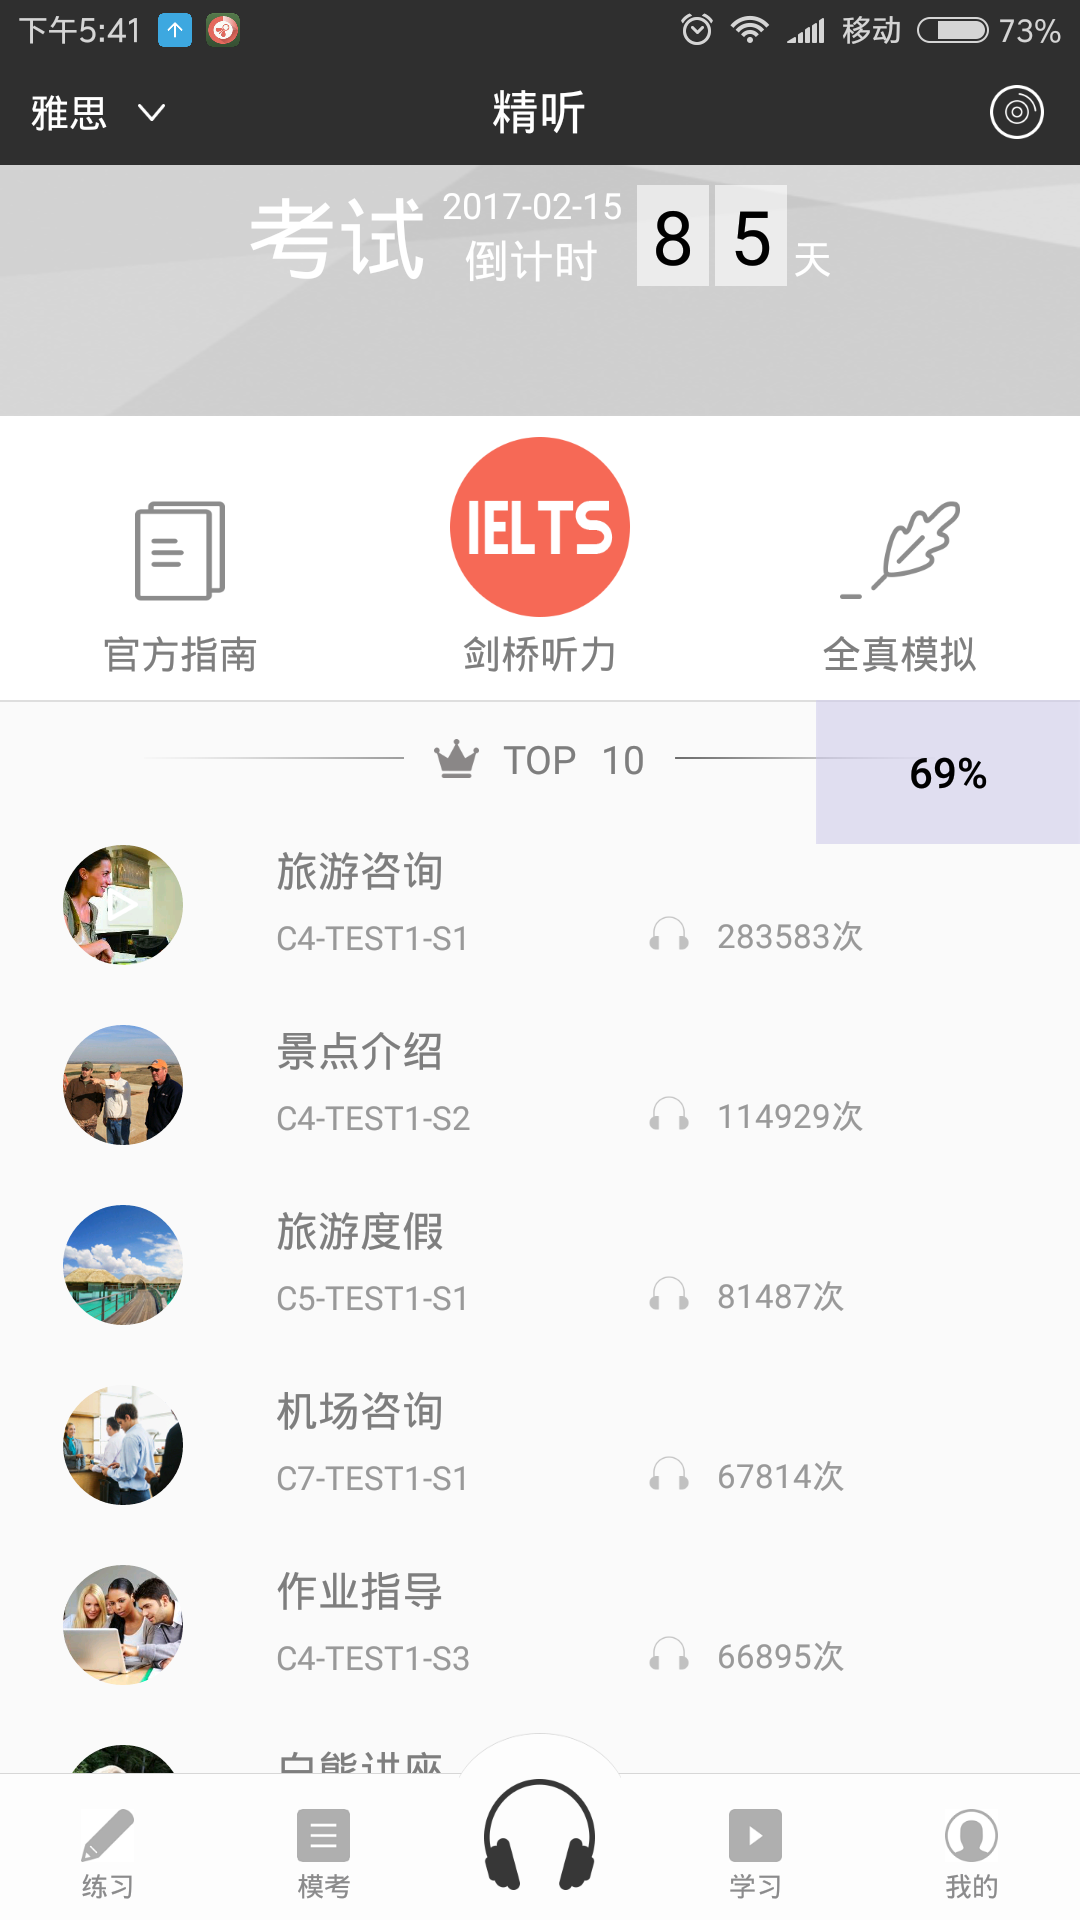 下午5:41 移动 73%
雅思 精听
考试 2017-02-15 倒计时 85天
IELTS
官方指南 剑桥听力 全真模拟
TOP 10
69%
旅游咨询
C4-TEST1-S1 283583次
景点介绍
C4-TEST1-S2 114929次
旅游度假
C5-TEST1-S1 81487次
机场咨询
C7-TEST1-S1 67814次
作业指导
C4-TEST1-S3 66895次
白熊讲座
练习 模考 学习 我的